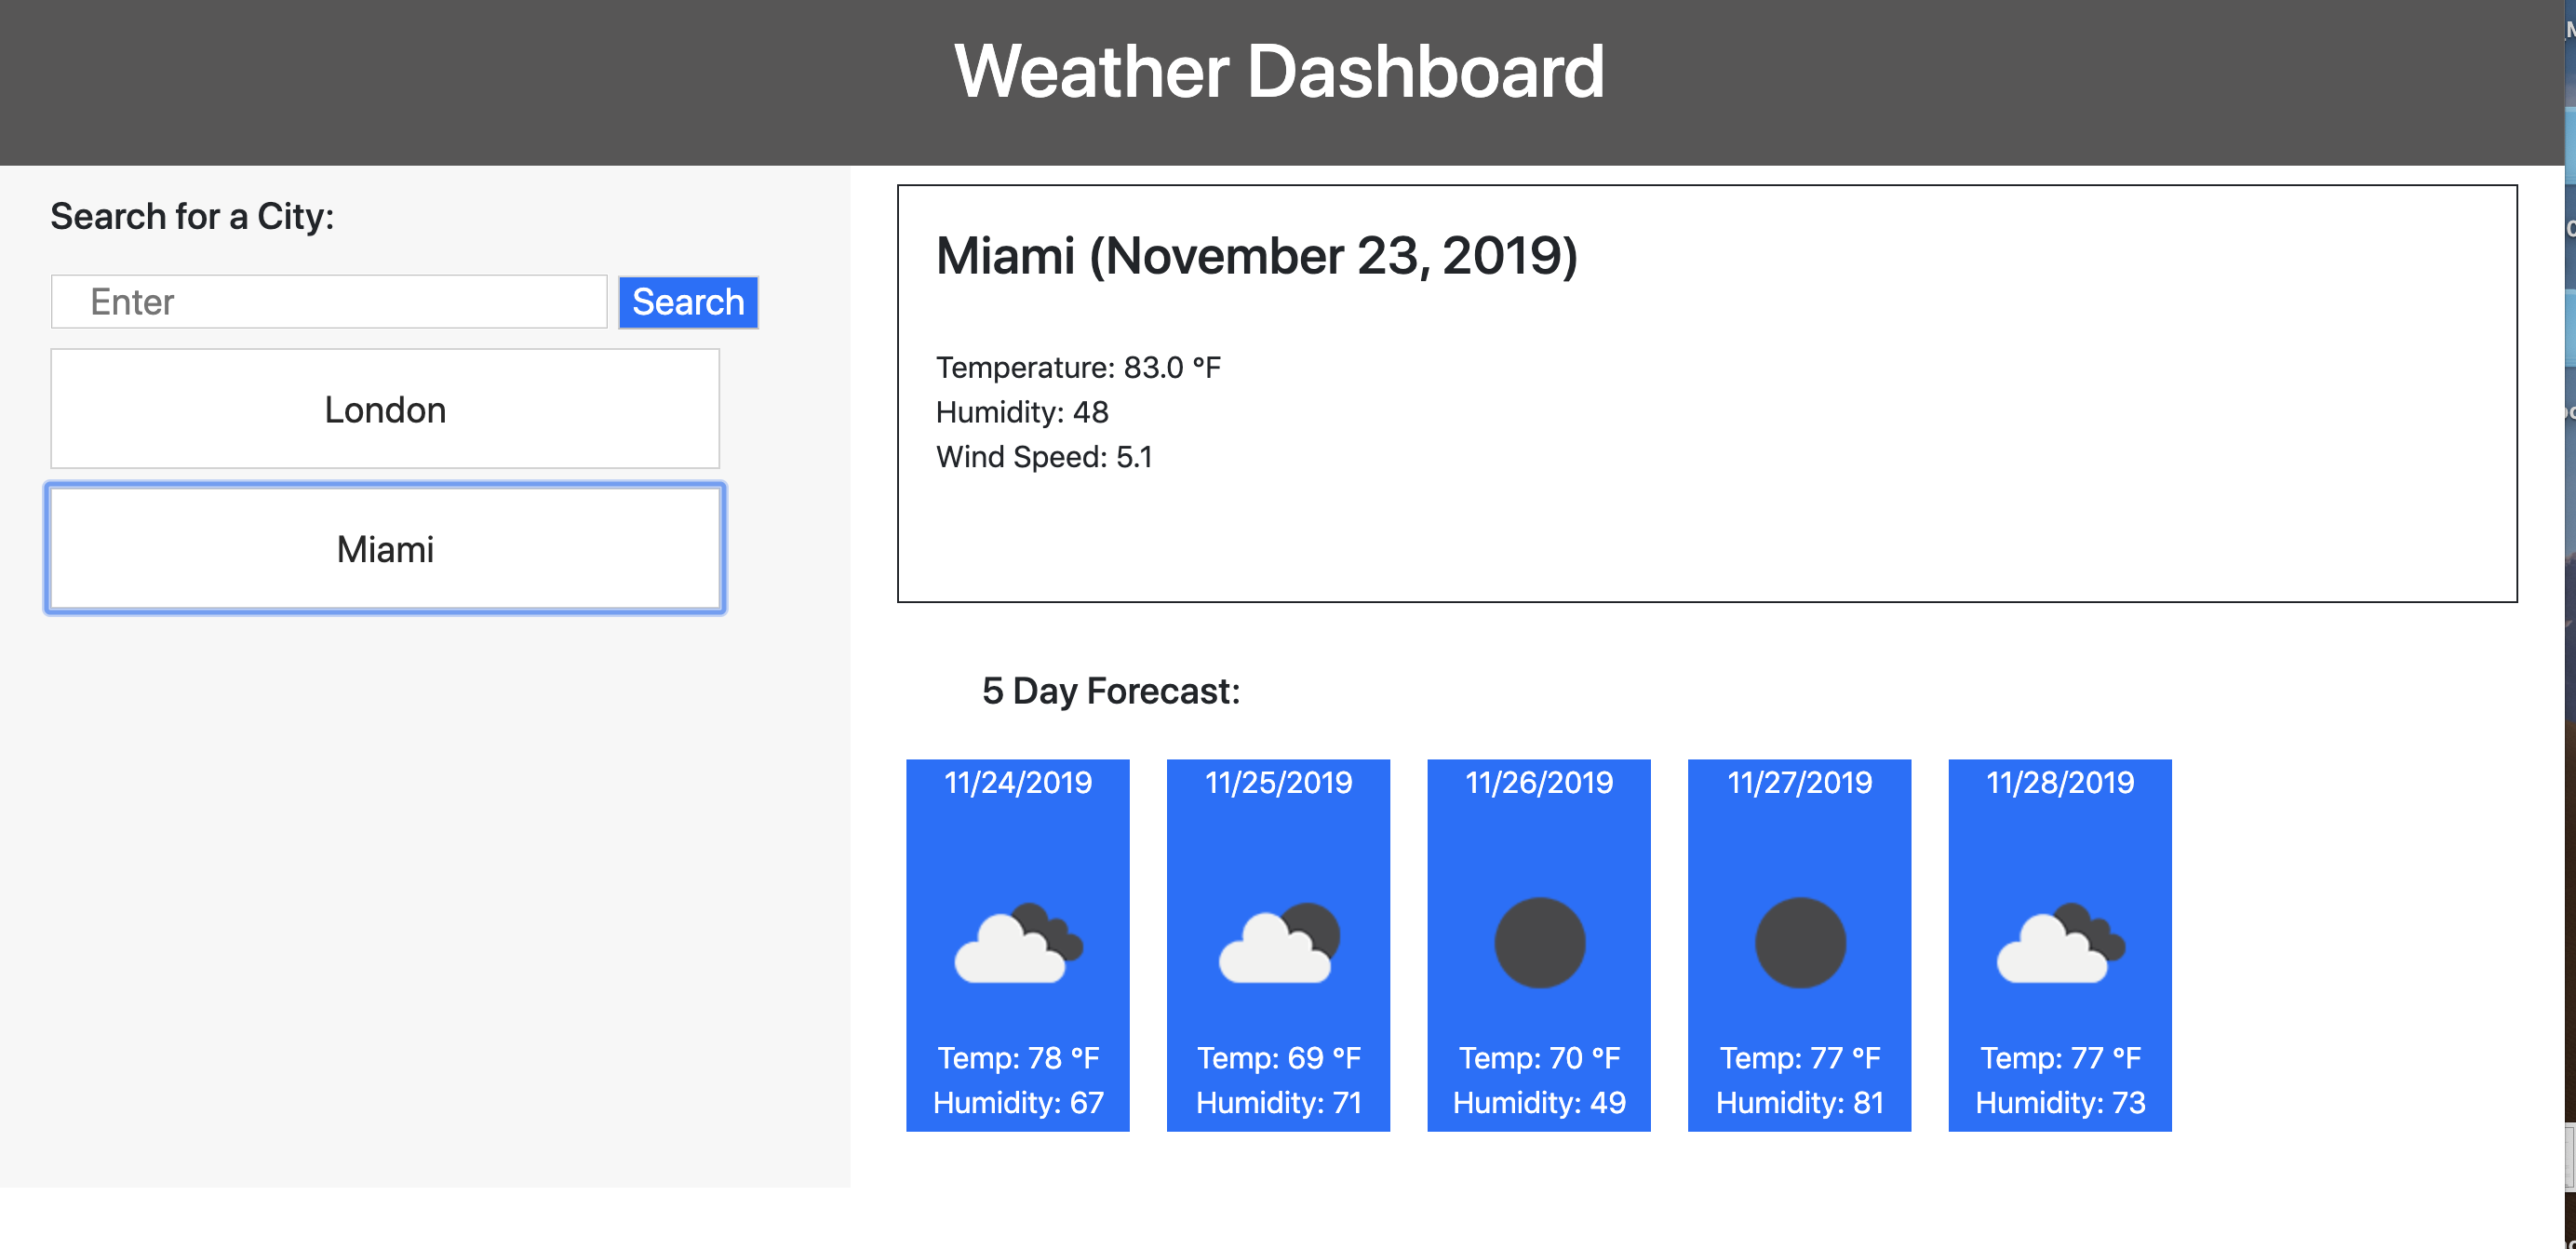 Weather Dashboard
Search for a City:
Enter
Search
London
Miami
Miami (November 23, 2019)
Temperature: 83.0 °F
Humidity: 48
Wind Speed: 5.1
5 Day Forecast:
11/24/2019
Temp: 78 °F
Humidity: 67
11/25/2019
Temp: 69 °F
Humidity: 71
11/26/2019
Temp: 70 °F
Humidity: 49
11/27/2019
Temp: 77 °F
Humidity: 81
11/28/2019
Temp: 77 °F
Humidity: 73